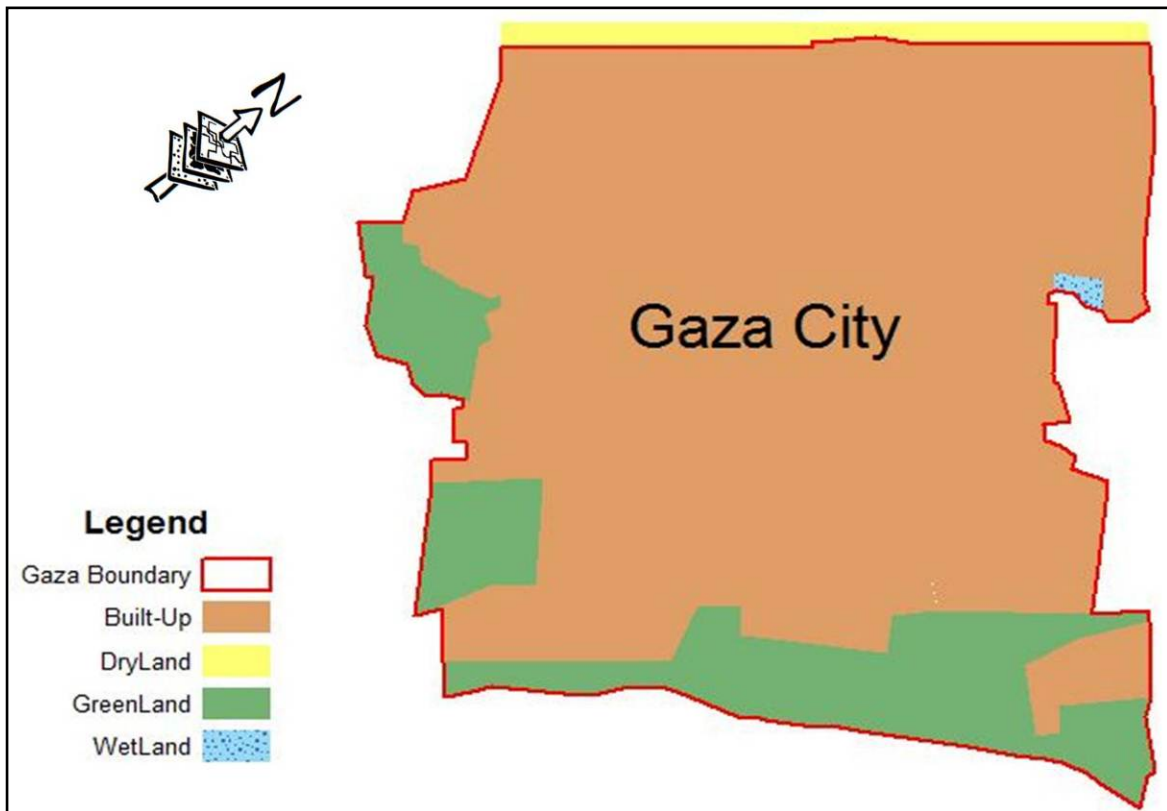 N
Gaza City
Legend
Gaza Boundary
Built-Up
DryLand
GreenLand
WetLand